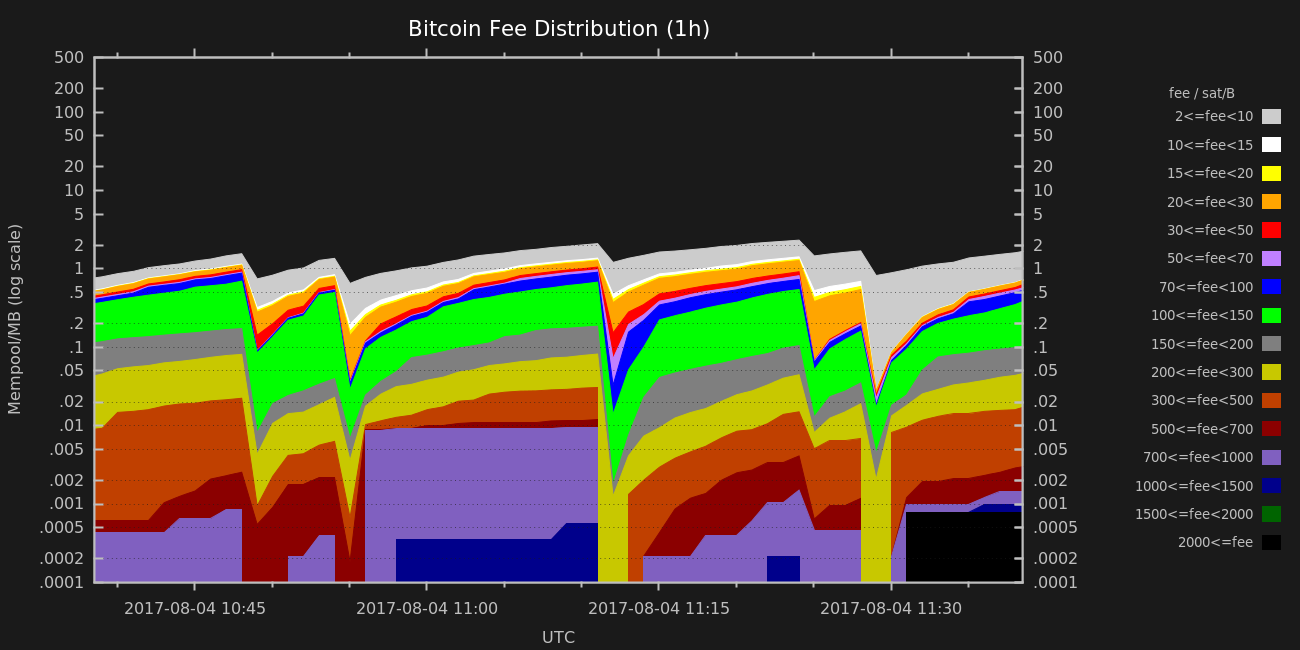 Bitcoin Fee Distribution (1h)
Mempool/MB (log scale)
500
200
100
50
20
10
5
2
1
.5
.2
.1
.05
.02
.01
.005
.002
.001
.0005
.0002
.0001
500
200
100
50
20
10
5
2
1
.5
.2
.1
.05
.02
.01
.005
.002
.001
.0005
.0002
.0001
2017-08-04 10:45
2017-08-04 11:00
2017-08-04 11:15
2017-08-04 11:30
UTC
fee / sat/B
2<=fee<10
10<=fee<15
15<=fee<20
20<=fee<30
30<=fee<50
50<=fee<70
70<=fee<100
100<=fee<150
150<=fee<200
200<=fee<300
300<=fee<500
500<=fee<700
700<=fee<1000
1000<=fee<1500
1500<=fee<2000
2000<=fee